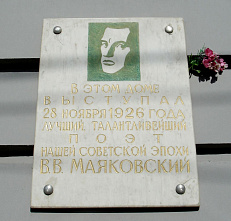 В ЭТОМ ДОМЕ
ВЫСТУПАЛ
28 НОЯБРЯ 1926 ГОДА
ЛУЧШИЙ, ТАЛАНТЛИВЕЙШИЙ
ПОЭТ
НАШЕЙ СОВЕТСКОЙ ЭПОХИ
В.В. МАЯКОВСКИЙ